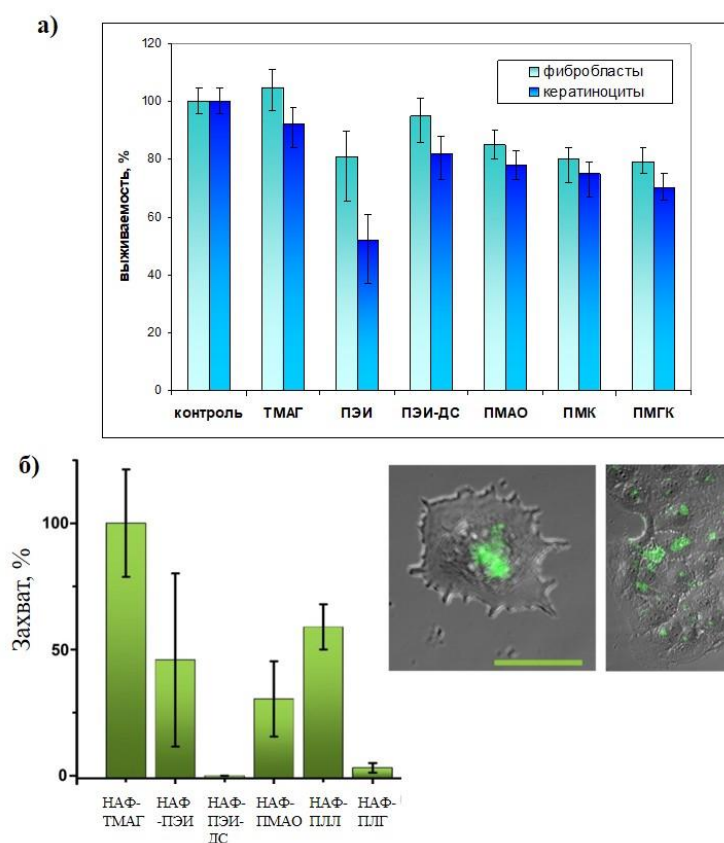 а)
120
100
80
60
40
20
0
выживаемость, %
фибробласты
кератиноциты
контроль ТМАГ ПЭИ ПЭИ-ДС ПМАО ПМК ПМГК
б)
Захват, %
100
50
0
НАФ-ТМАГ
НАФ-ПЭИ
НАФ-ПЭИ-ДС
НАФ-ПМАО
НАФ-ПЛЛ
НАФ-ПЛГ